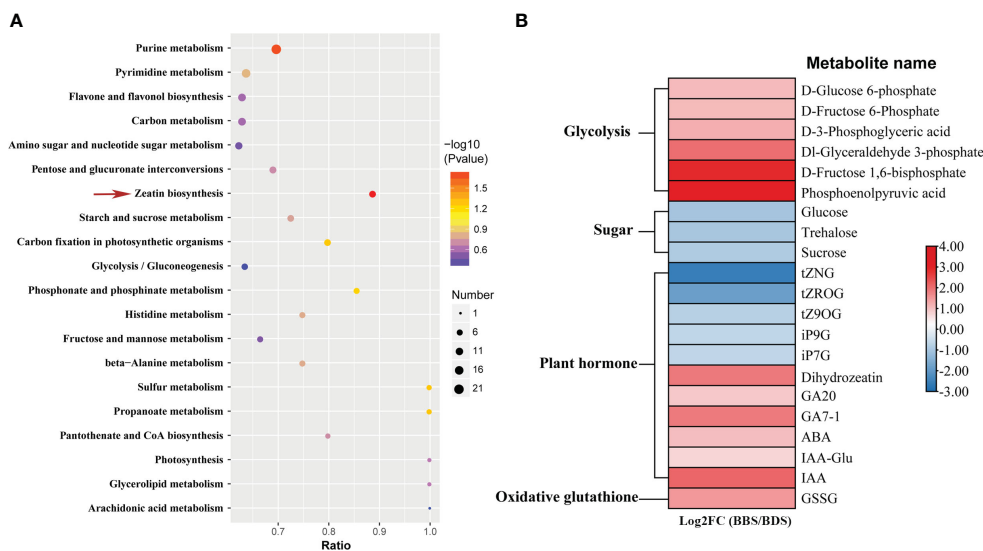 A
Purine metabolism
Pyrimidine metabolism
Flavone and flavonol biosynthesis
Carbon metabolism
Amino sugar and nucleotide sugar metabolism
Pentose and glucuronate interconversions
Zeatin biosynthesis
Starch and sucrose metabolism
Carbon fixation in photosynthetic organisms
Glycolysis / Gluconeogenesis
Phosphonate and phosphinate metabolism
Histidine metabolism
Fructose and mannose metabolism
beta−Alanine metabolism
Sulfur metabolism
Propanoate metabolism
Pantothenate and CoA biosynthesis
Photosynthesis
Glycerolipid metabolism
Arachidonic acid metabolism
0.7 0.8 0.9 1.0
Ratio
−log10
(Pvalue)
1.5
1.2
0.9
0.6
Number
1
6
11
16
21
B
Metabolite name
Glycolysis
D-Glucose 6-phosphate
D-Fructose 6-Phosphate
D-3-Phosphoglyceric acid
Dl-Glyceraldehyde 3-phosphate
D-Fructose 1,6-bisphosphate
Phosphoenolpyruvic acid
Sugar
Glucose
Trehalose
Sucrose
Plant hormone
tZNG
tZROG
tZ9OG
iP9G
iP7G
Dihydrozeatin
GA20
GA7-1
ABA
IAA-Glu
IAA
Oxidative glutathione
GSSG
Log2FC (BBS/BDS)
4.00
3.00
2.00
1.00
0.00
-1.00
-2.00
-3.00